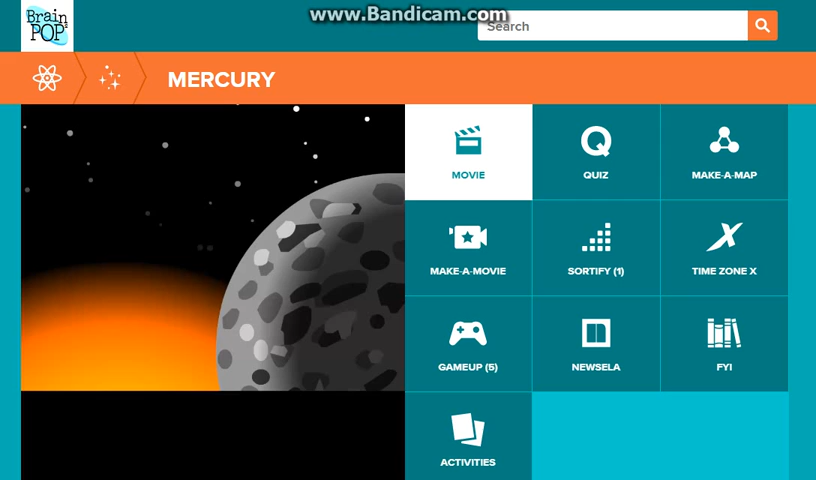 www.Bandicam.com
Brain
POP
Search
MERCURY
MOVIE
Q
QUIZ
MAKE-A-MAP
MAKE-A-MOVIE
SORTIFY (1)
X
TIME ZONE X
GAMEUP (5)
NEWSELA
FYI
ACTIVITIES